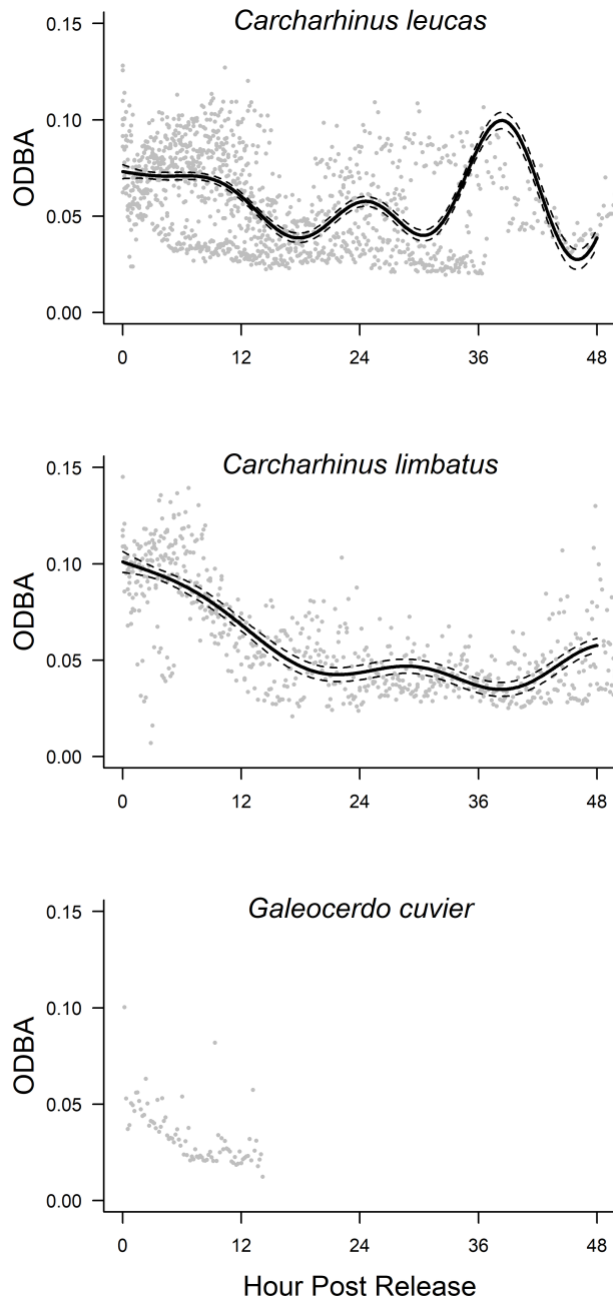 Carcharhinus leucas
0.15
0.10
0.05
0.00
ODBA
0 12 24 36 48
Carcharhinus limbatus
0.15
0.10
0.05
0.00
ODBA
0 12 24 36 48
Galeocerdo cuvier
0.15
0.10
0.05
0.00
ODBA
0 12 24 36 48
Hour Post Release